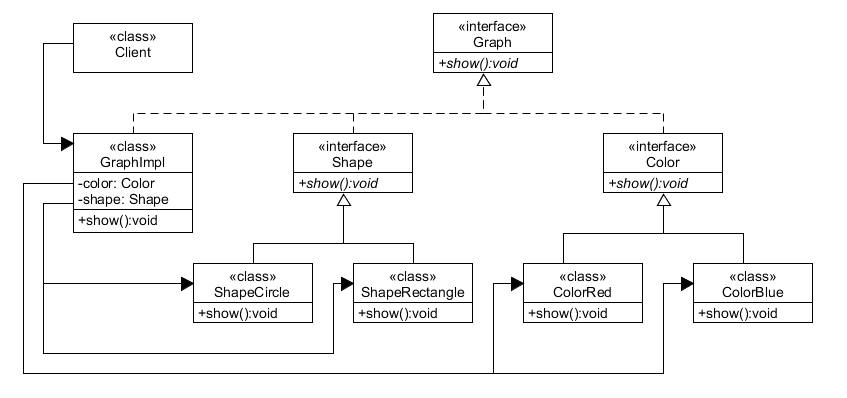 «class»
Client
«interface»
Graph
+show():void
«class»
GraphImpl
-color: Color
-shape: Shape
+show():void
«interface»
Shape
+show():void
«interface»
Color
+show():void
«class»
ShapeCircle
+show():void
«class»
ShapeRectangle
+show():void
«class»
ColorRed
+show():void
«class»
ColorBlue
+show():void